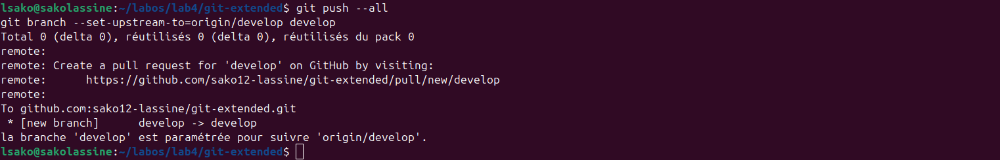 lsako@sakolassine:~/labos/lab4/git-extended$ git push --all
git branch --set-upstream-to=origin/develop develop
Total 0 (delta 0), réutilisés 0 (delta 0), réutilisés du pack 0
remote:
remote: Create a pull request for 'develop' on GitHub by visiting:
remote:      https://github.com/sako12-lassine/git-extended/pull/new/develop
remote:
To github.com:sako12-lassine/git-extended.git
 * [new branch]      develop -> develop
la branche 'develop' est paramétrée pour suivre 'origin/develop'.
lsako@sakolassine:~/labos/lab4/git-extended$